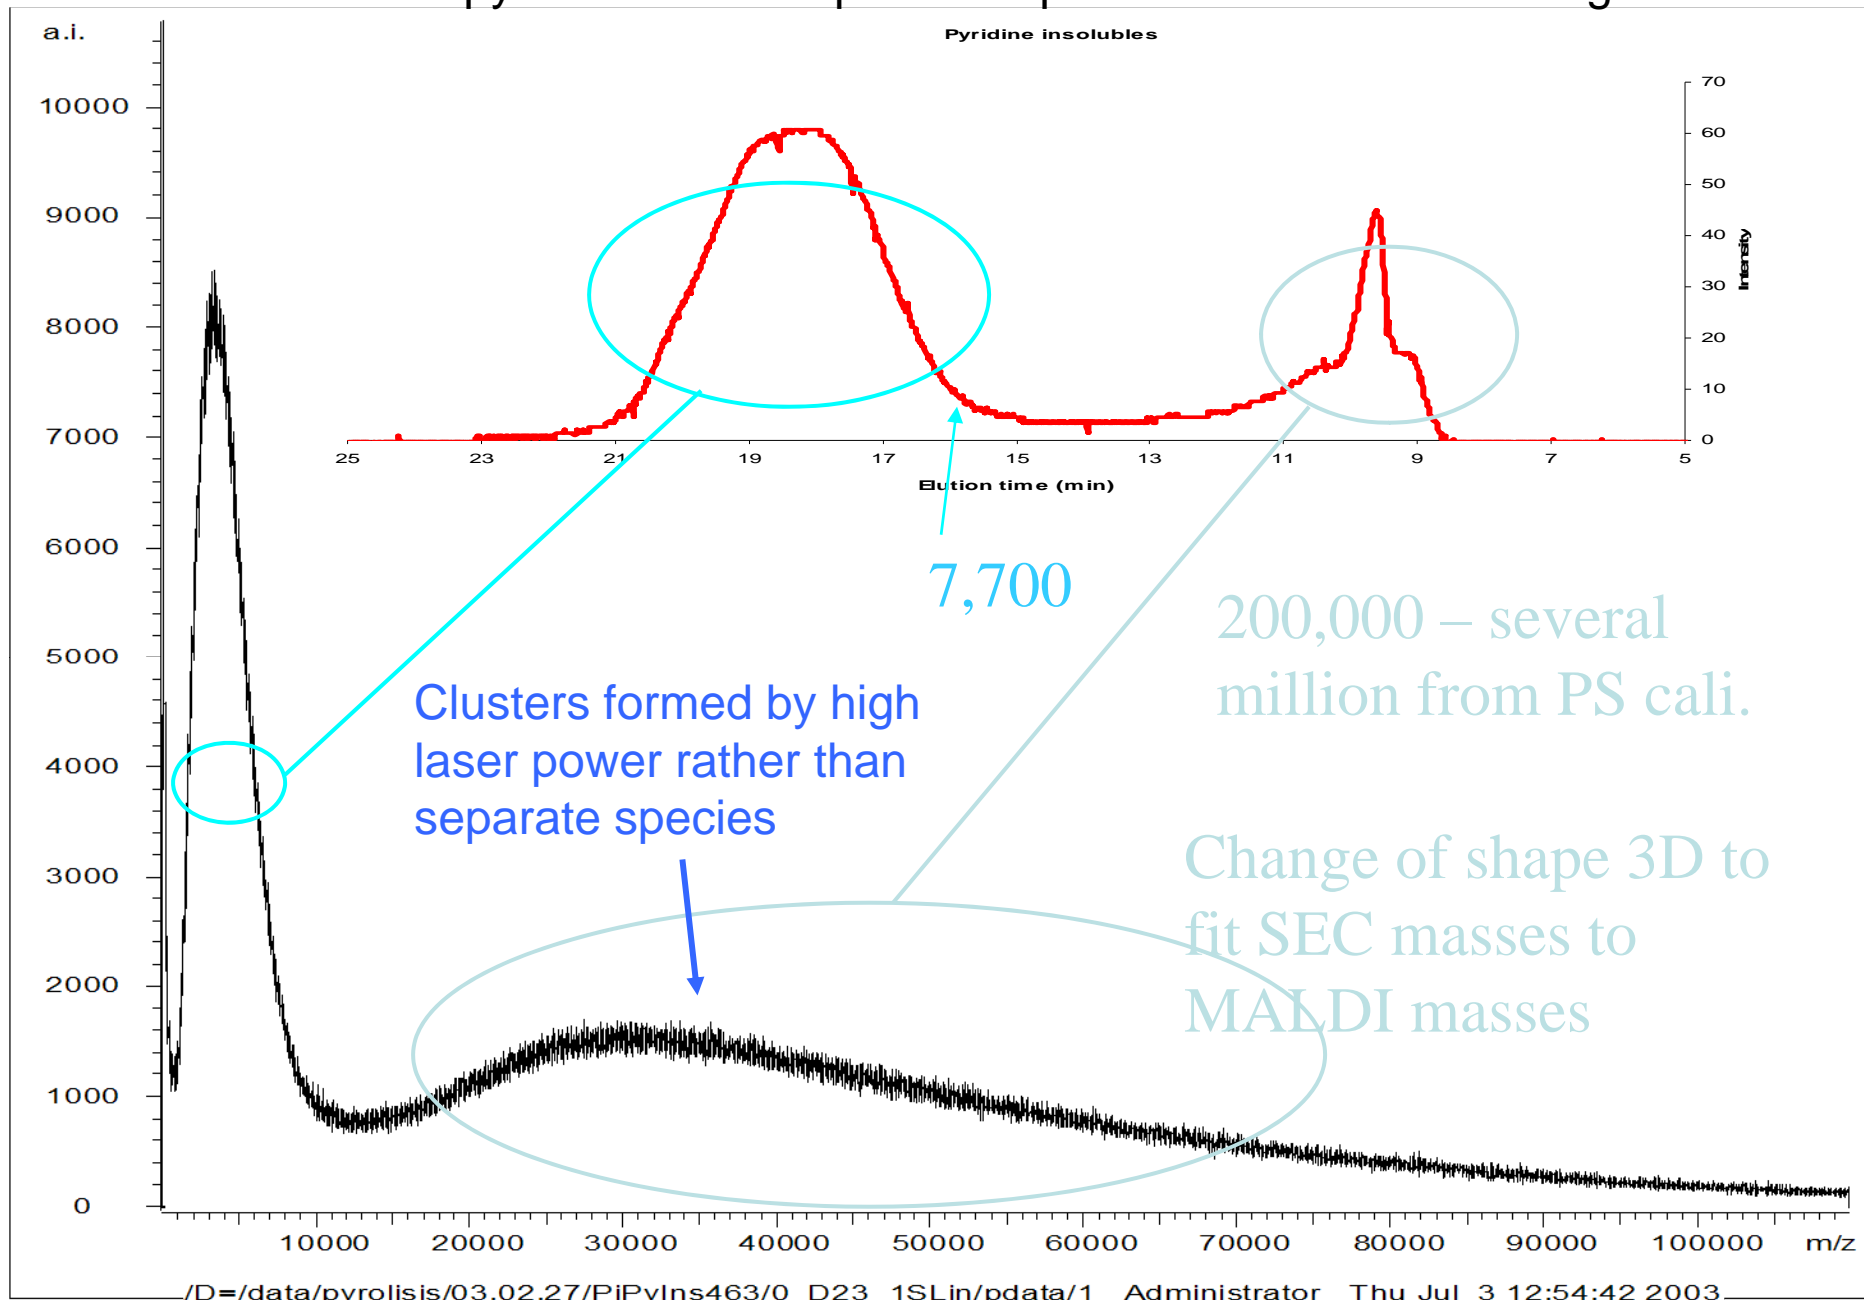 a.i.
Pyridine insolubles
10000
9000
8000
7000
6000
5000
4000
3000
2000
1000
0
70
60
50
40
30
20
10
0
Intensity
25 23 21 19 17 15 13 11 9 7 5
Elution time (min)
7,700
200,000 – several
million from PS cali.
Clusters formed by high
laser power rather than
separate species
Change of shape 3D to
fit SEC masses to
MALDI masses
10000 20000 30000 40000 50000 60000 70000 80000 90000 100000 m/z
/D=/data/pyrolisis/03.02.27/PiPyIns463/0_D23_1SLin/pdata/1 Administrator Thu Jul 3 12:54:42 2003